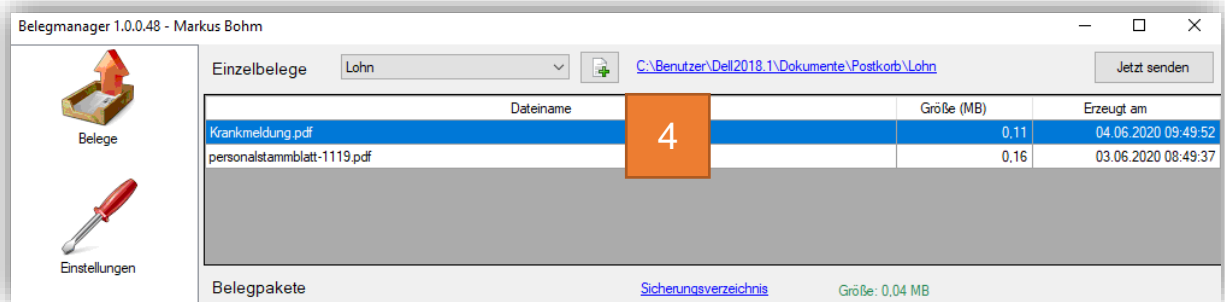 Belegmanager 1.0.0.48 - Markus Bohm
Belege
Einstellungen
Einzelbelege Lohn C:\Benutzer\Dell2018.1\Dokumente\Postkorb\Lohn Jetzt senden
Dateiname Größe (MB) Erzeugt am
Krankmeldung.pdf 0,11 04.06.2020 09:49:52
personalstammblatt-1119.pdf 0,16 03.06.2020 08:49:37
4
Belegpakete Sicherungsverzeichnis Größe: 0,04 MB